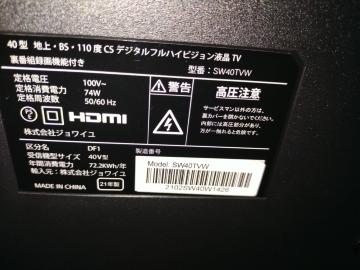 40型 地上・BS・110度CSデジタルフルハイビジョン液晶TV
裏番組録画機能付き
型番：SW40TVW
定格電圧 100V~
定格消費電力 74W
定格周波数 50/60 Hz
HDMI
株式会社ジョワイユ
警告
高圧注意
サービスマン以外の方は、
裏カバーを開けないでください。
内部には高圧部分が
あり危険です。
区分名 DF1
受信機型サイズ 40V型
年間消費電力 72.2Kwh/年
輸入元：株式会社ジョワイユ
MADE IN CHINA
21年製
製造番号
Model: SW40TVW
2102SW40W1426